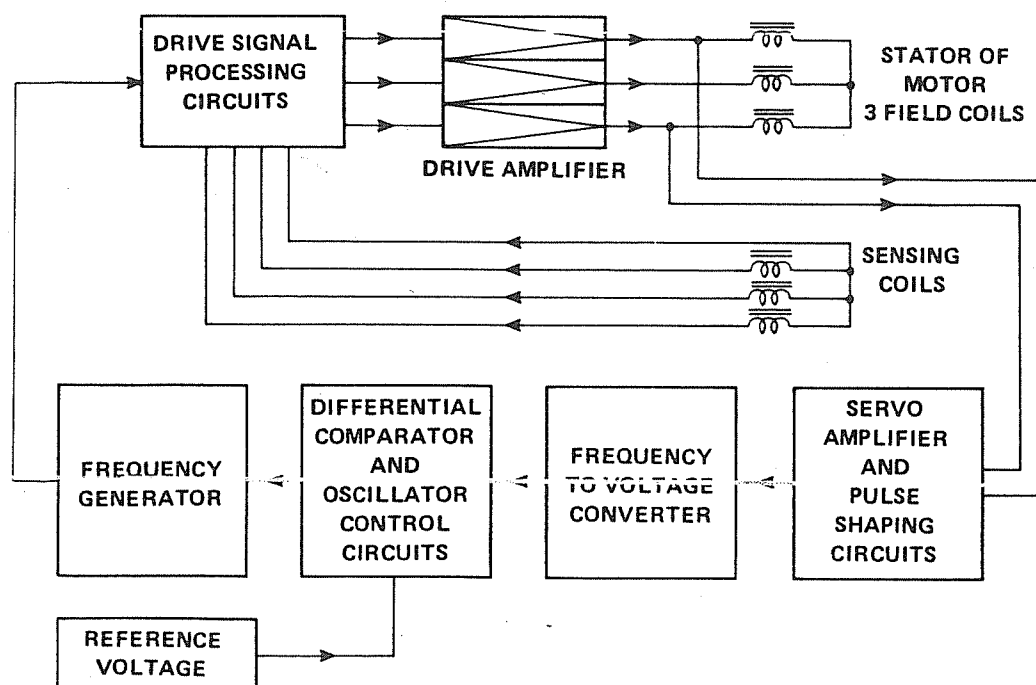 DRIVE SIGNAL
PROCESSING
CIRCUITS
DRIVE AMPLIFIER
STATOR OF
MOTOR
3 FIELD COILS
SENSING
COILS
FREQUENCY
GENERATOR
DIFFERENTIAL
COMPARATOR
AND
OSCILLATOR
CONTROL
CIRCUITS
FREQUENCY
TO VOLTAGE
CONVERTER
SERVO
AMPLIFIER
AND
PULSE
SHAPING
CIRCUITS
REFERENCE
VOLTAGE